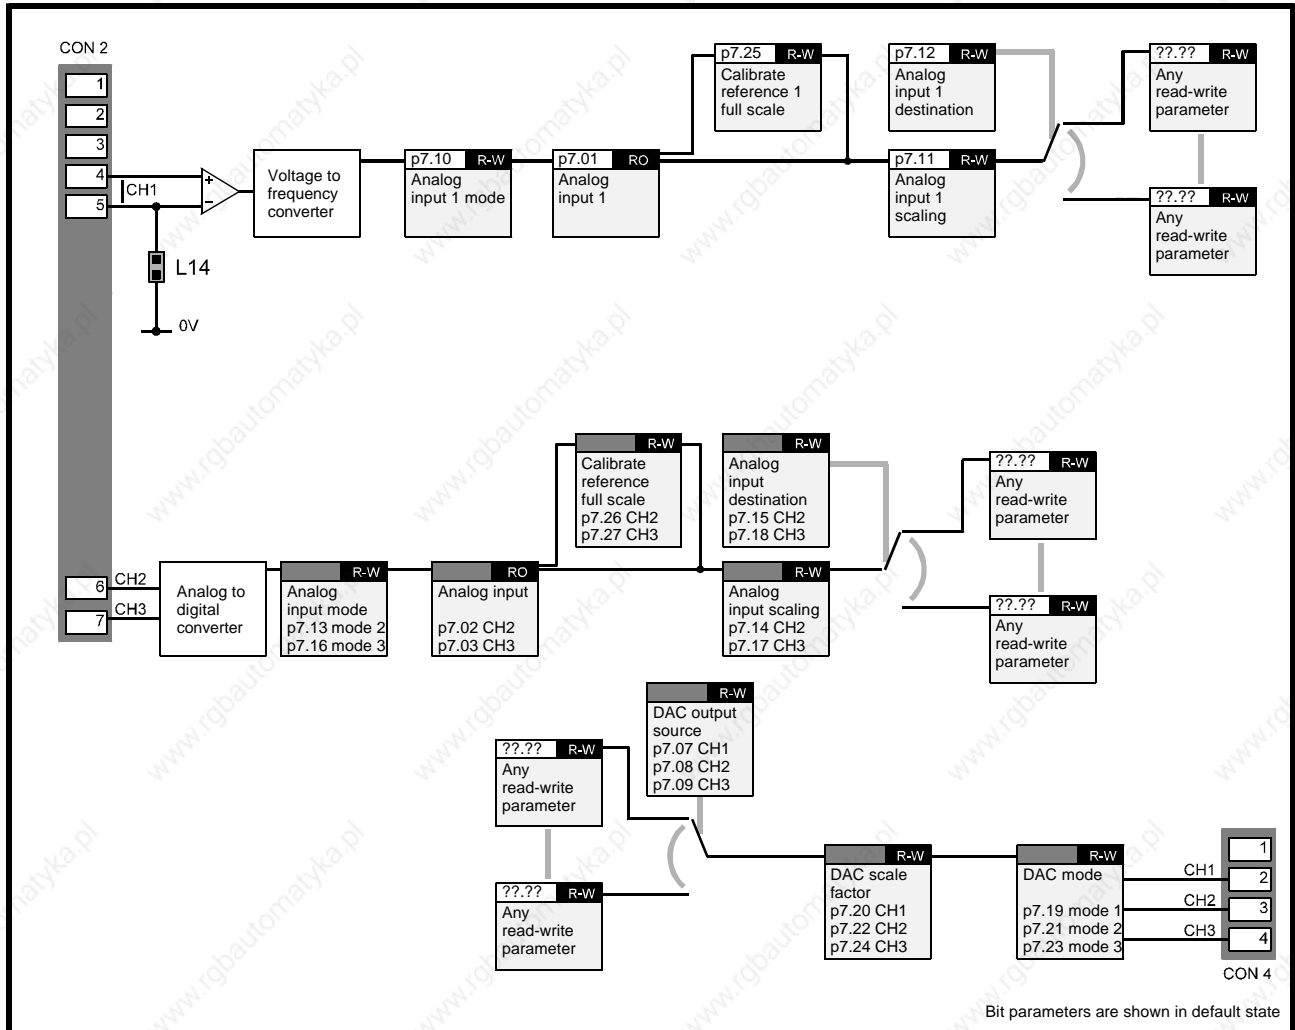 CON 2
1
2
3
4
5
CH1
L14
0V
Voltage to
frequency
converter
p7.10 R-W
Analog
input 1 mode
p7.01 RO
Analog
input 1
p7.25 R-W
Calibrate
reference 1
full scale
p7.12 R-W
Analog
input 1
destination
p7.11 R-W
Analog
input 1
scaling
??.?? R-W
Any
read-write
parameter
??.?? R-W
Any
read-write
parameter
6
7
CH2
CH3
Analog to
digital
converter
R-W
Analog
input mode
p7.13 mode 2
p7.16 mode 3
RO
Analog input
p7.02 CH2
p7.03 CH3
R-W
Calibrate
reference
full scale
p7.26 CH2
p7.27 CH3
R-W
Analog
input
destination
p7.15 CH2
p7.18 CH3
R-W
Analog
input scaling
p7.14 CH2
p7.17 CH3
??.?? R-W
Any
read-write
parameter
??.?? R-W
Any
read-write
parameter
R-W
DAC output
source
p7.07 CH1
p7.08 CH2
p7.09 CH3
??.?? R-W
Any
read-write
parameter
??.?? R-W
Any
read-write
parameter
R-W
DAC scale
factor
p7.20 CH1
p7.22 CH2
p7.24 CH3
R-W
DAC mode
p7.19 mode 1
p7.21 mode 2
p7.23 mode 3
CH1
CH2
CH3
1
2
3
4
CON 4
Bit parameters are shown in default state
www.rgbautomatyka.pl